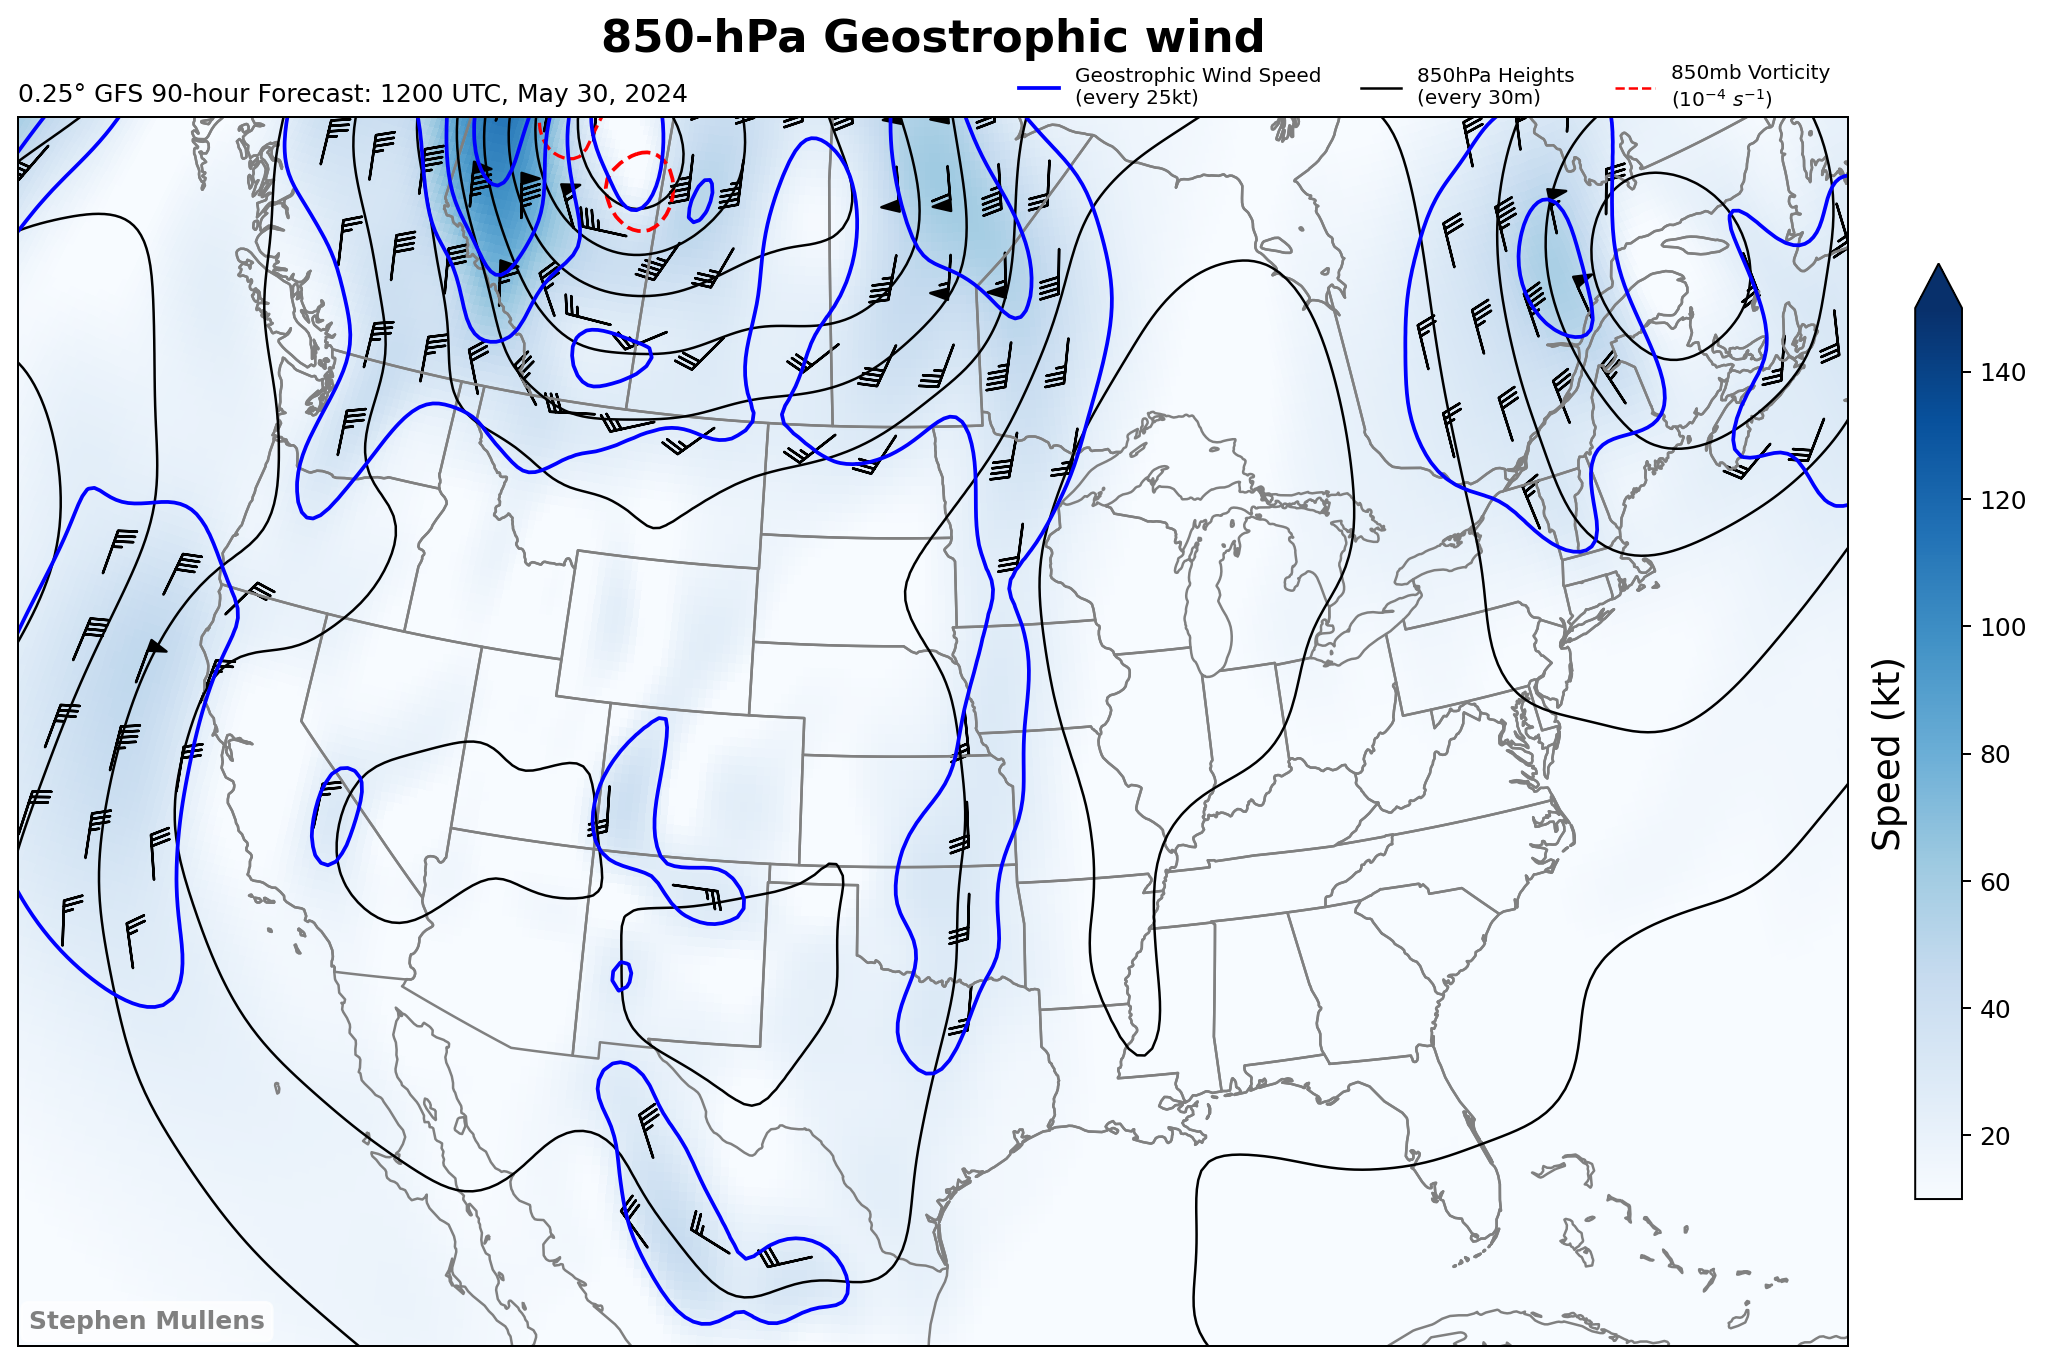 850-hPa Geostrophic wind
0.25° GFS 90-hour Forecast: 1200 UTC, May 30, 2024
Geostrophic Wind Speed
(every 25kt)
850hPa Heights
(every 30m)
850mb Vorticity
(10⁻⁴ s⁻¹)
140
120
100
80
60
40
20
Speed (kt)
Stephen Mullens